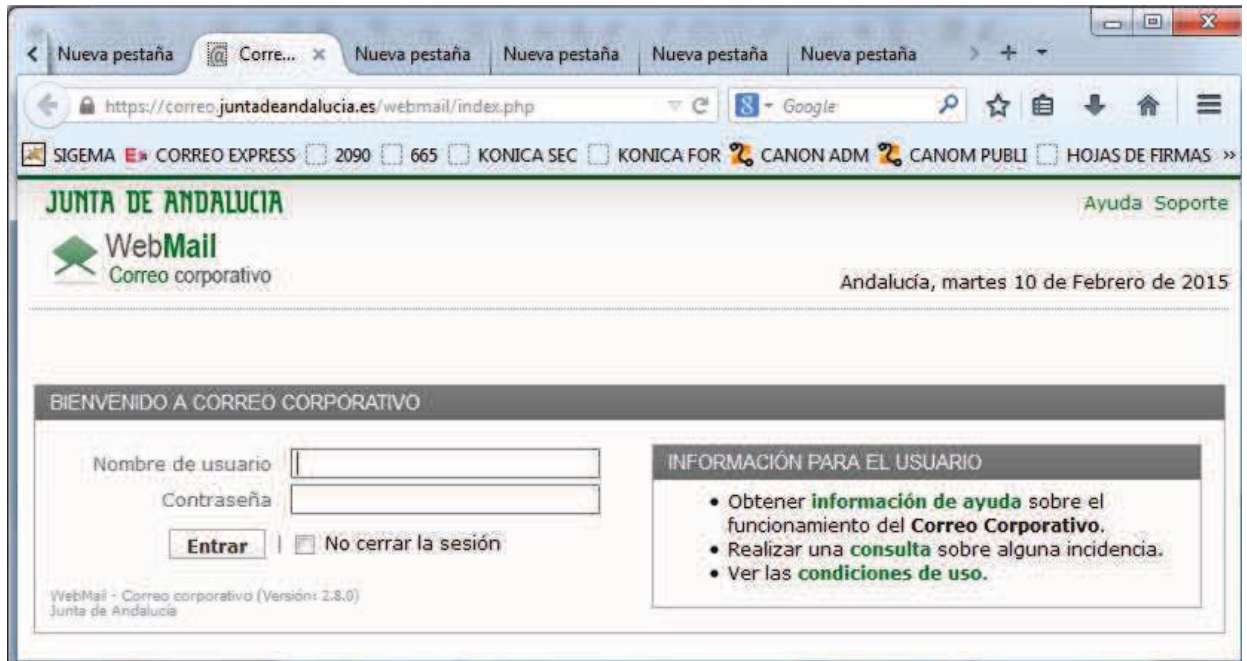 Nueva pestaña Corre... Nueva pestaña Nueva pestaña Nueva pestaña Nueva pestaña
https://correo.juntadeandalucia.es/webmail/index.php Google
SIGEMA CORREO EXPRESS 2090 665 KONICA SEC KONICA FOR CANON ADM CANOM PUBLI HOJAS DE FIRMAS »
JUNTA DE ANDALUCIA
Ayuda Soporte
WebMail
Correo corporativo
Andalucía, martes 10 de Febrero de 2015
BIENVENIDO A CORREO CORPORATIVO
Nombre de usuario
Contraseña
Entrar | No cerrar la sesión
WebMail - Correo corporativo (Versión: 2.8.0)
Junta de Andalucía
INFORMACIÓN PARA EL USUARIO
• Obtener información de ayuda sobre el
funcionamiento del Correo Corporativo.
• Realizar una consulta sobre alguna incidencia.
• Ver las condiciones de uso.